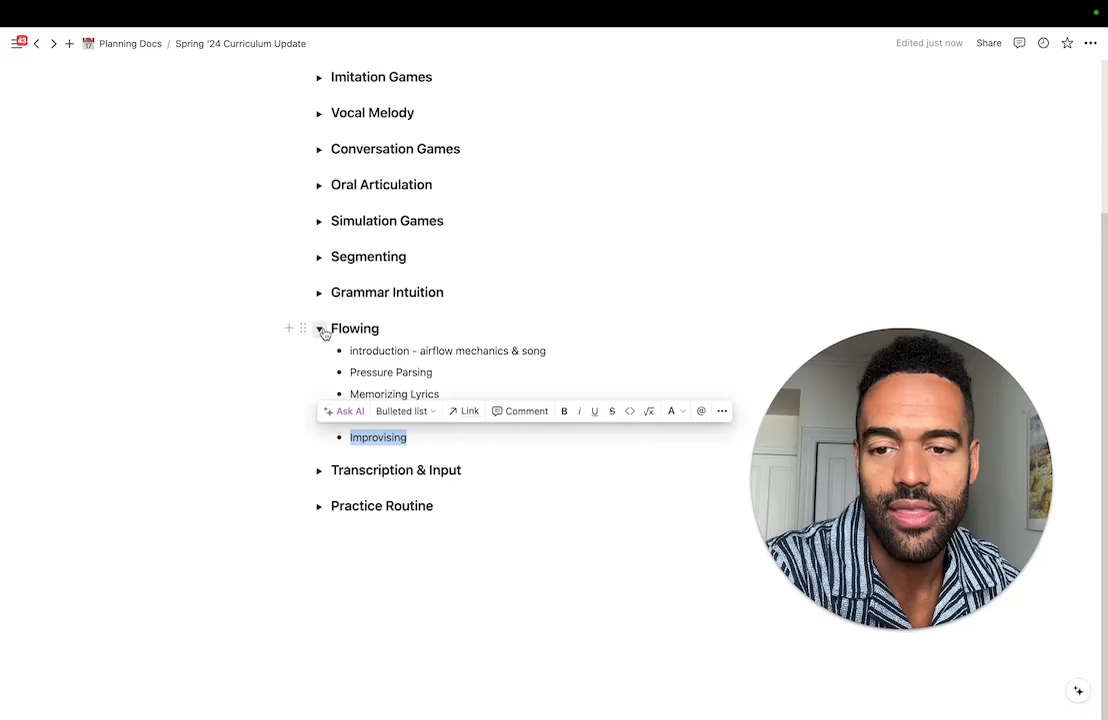 43
Planning Docs / Spring '24 Curriculum Update
Edited just now
Share
Imitation Games
Vocal Melody
Conversation Games
Oral Articulation
Simulation Games
Segmenting
Grammar Intuition
Flowing
introduction - airflow mechanics & song
Pressure Parsing
Memorizing Lyrics
Ask AI Bulleted list Link Comment B i U S <> √x A @ •••
Improvising
Transcription & Input
Practice Routine